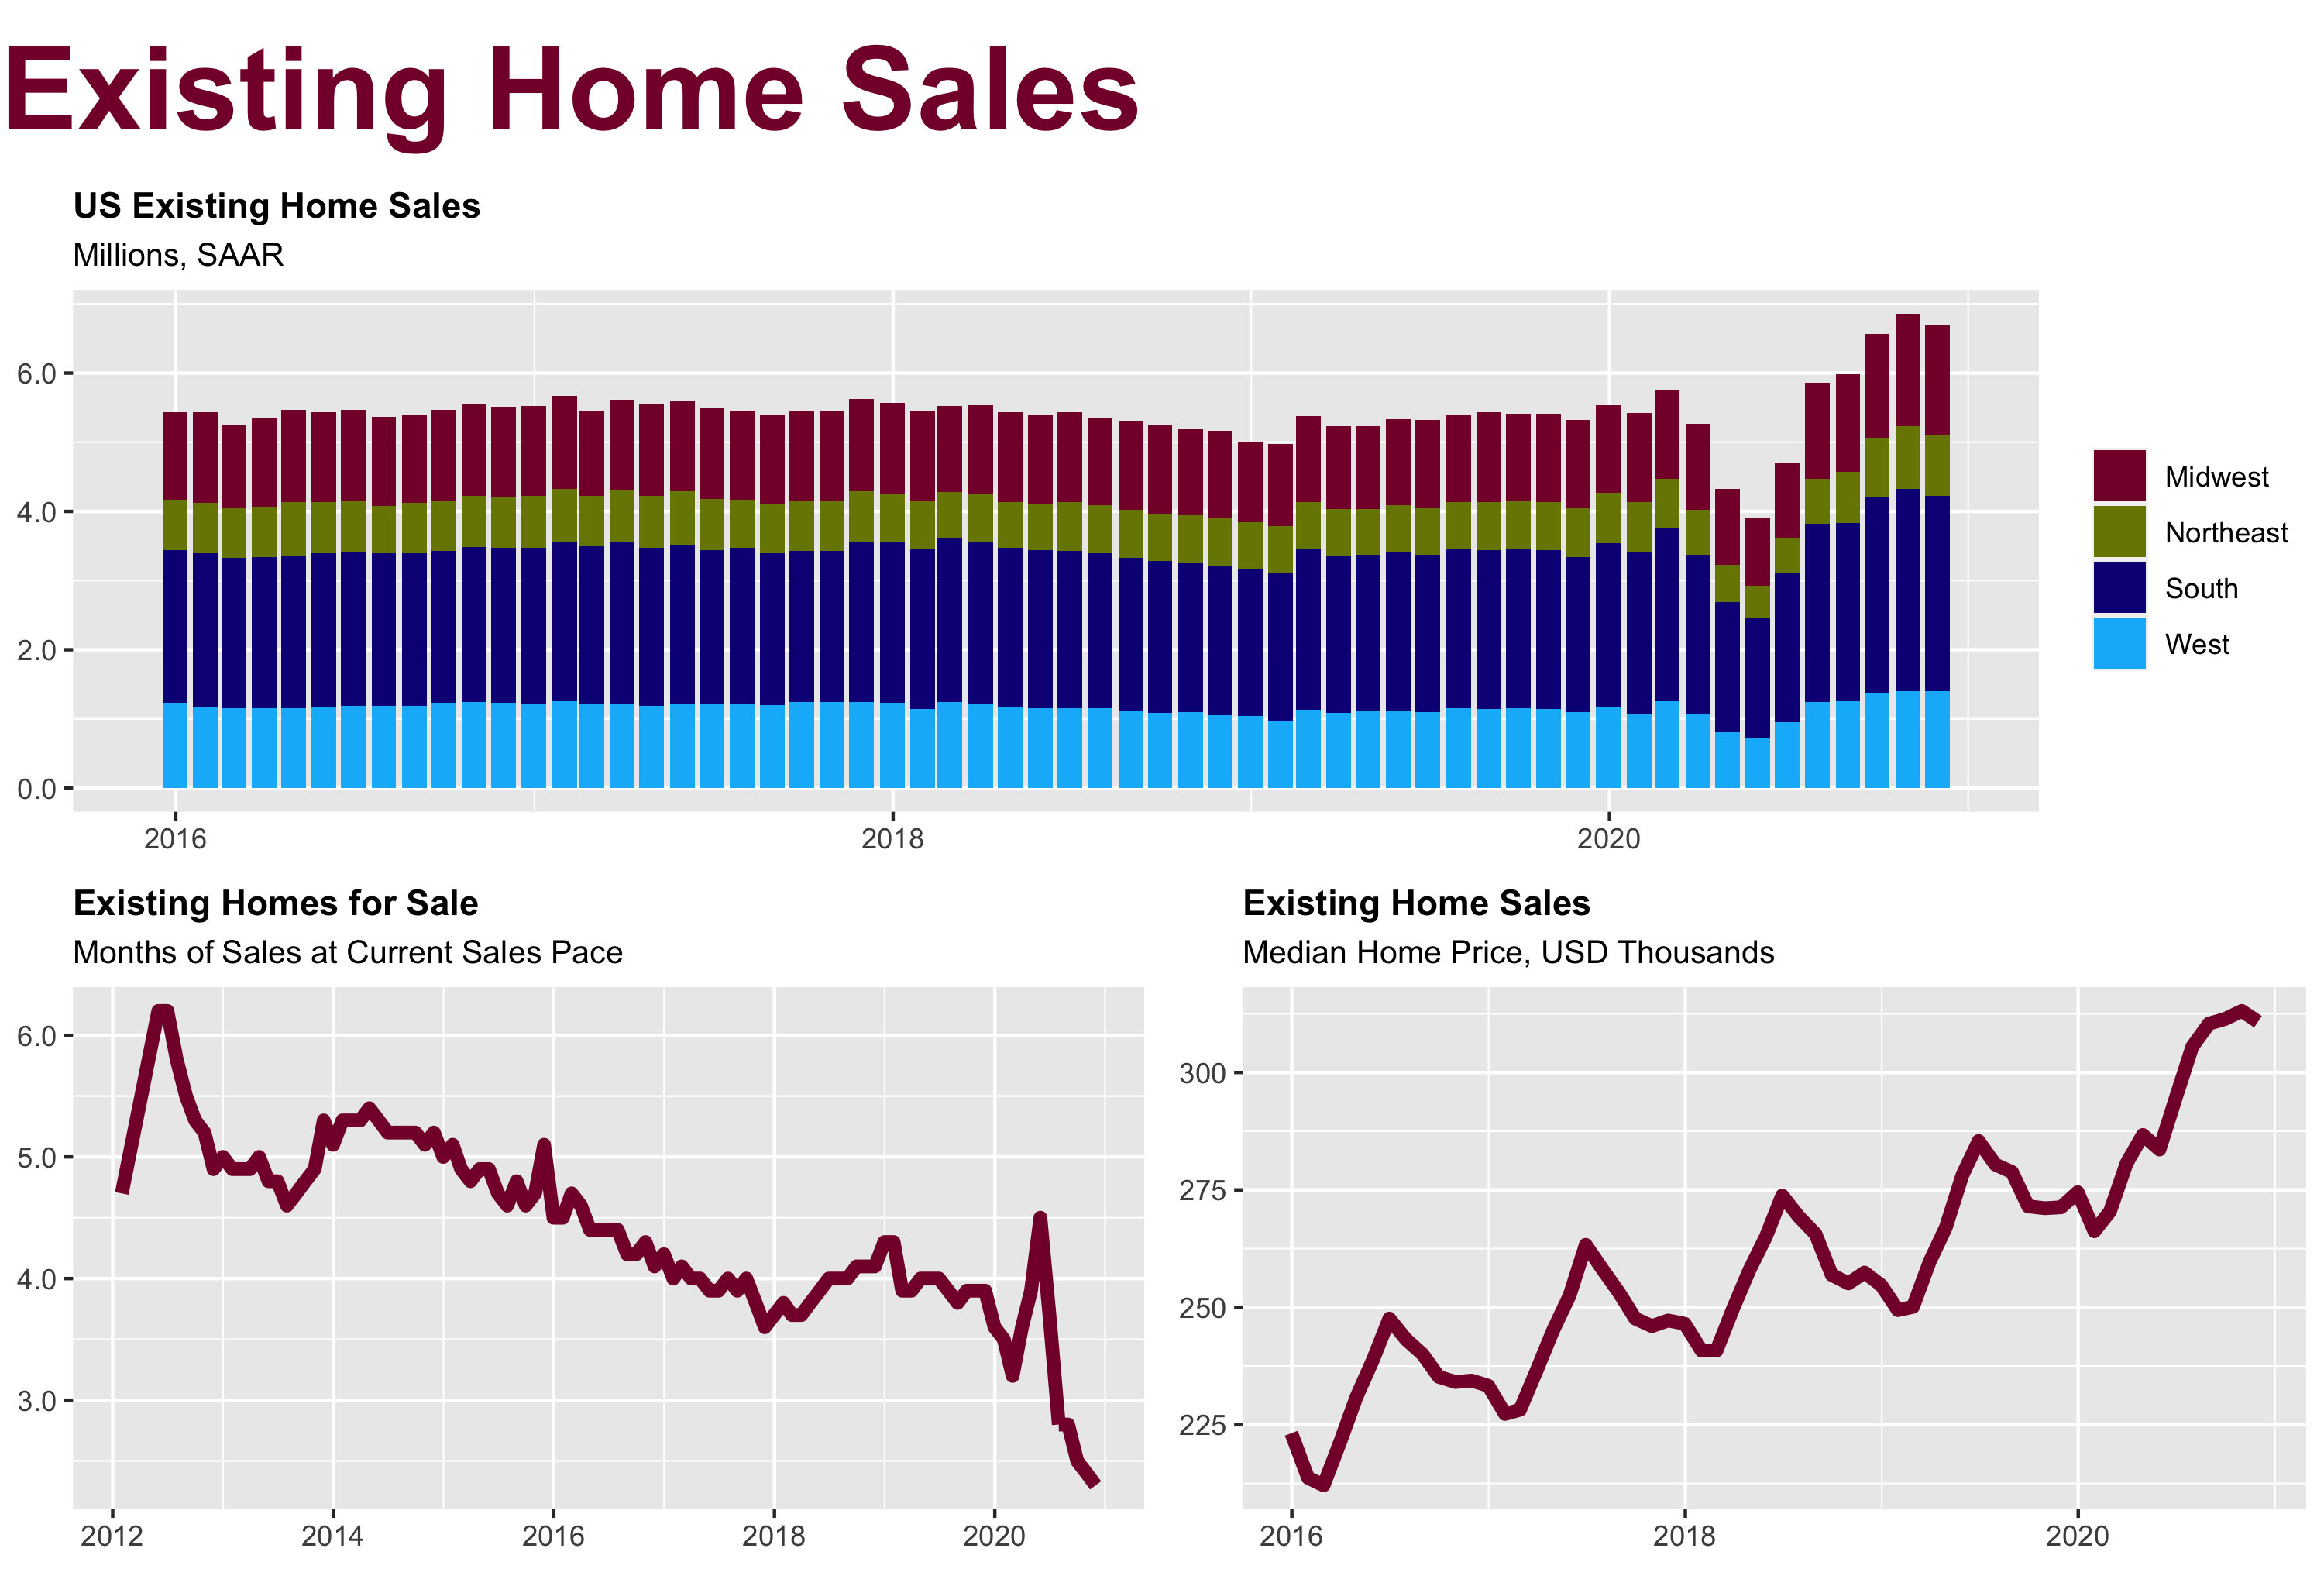 Existing Home Sales
US Existing Home Sales
Millions, SAAR
6.0
4.0
2.0
0.0
2016 2018 2020
Midwest
Northeast
South
West
Existing Homes for Sale
Months of Sales at Current Sales Pace
6.0
5.0
4.0
3.0
2012 2014 2016 2018 2020
Existing Home Sales
Median Home Price, USD Thousands
300
275
250
225
2016 2018 2020